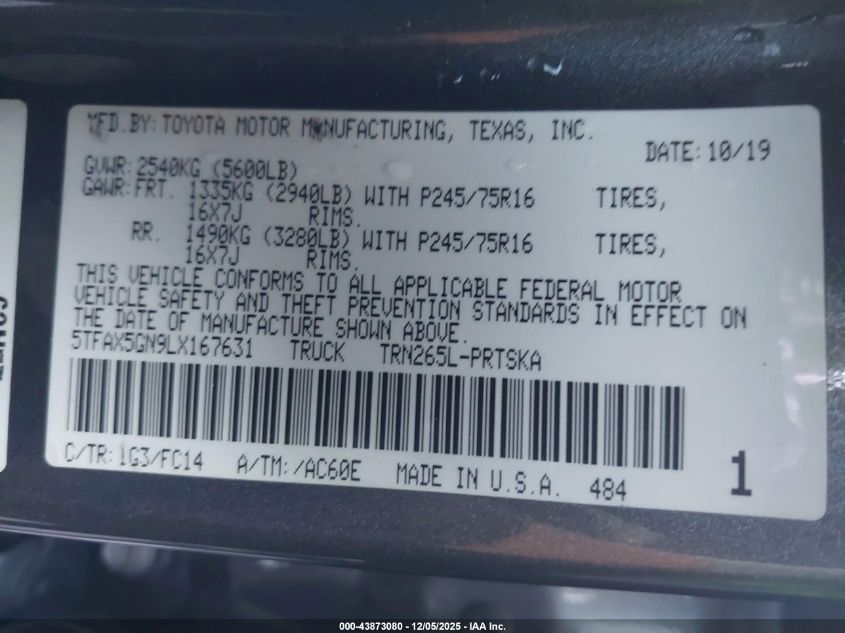 MFD.BY: TOYOTA MOTOR MANUFACTURING, TEXAS, INC.
DATE: 10/19
GVWR: 2540KG (5600LB)
GAWR: FRT. 1335KG (2940LB) WITH P245/75R16 TIRES,
16X7J RIMS.
RR. 1490KG (3280LB) WITH P245/75R16 TIRES,
16X7J RIMS.
THIS VEHICLE CONFORMS TO ALL APPLICABLE FEDERAL MOTOR
VEHICLE SAFETY AND THEFT PREVENTION STANDARDS IN EFFECT ON
THE DATE OF MANUFACTURE SHOWN ABOVE.
5TFAX5GN9LX167631 TRUCK TRN265L-PRTSKA
C/TR: 1G3/FC14 A/TM: /AC60E MADE IN U.S.A. 484 1
000-43873080 - 12/05/2025 - IAA Inc.